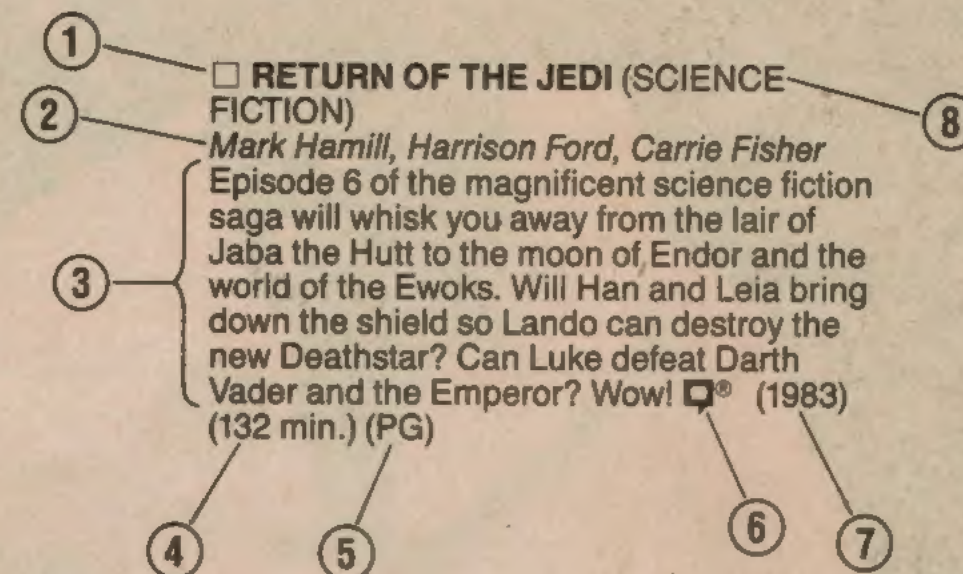 ① □ RETURN OF THE JEDI (SCIENCE
FICTION) ⑧
② Mark Hamill, Harrison Ford, Carrie Fisher
Episode 6 of the magnificent science fiction
saga will whisk you away from the lair of
Jaba the Hutt to the moon of Endor and the
③ world of the Ewoks. Will Han and Leia bring
down the shield so Lando can destroy the
new Deathstar? Can Luke defeat Darth
Vader and the Emperor? Wow! ® (1983)
(132 min.) (PG)
④ ⑤ ⑥ ⑦